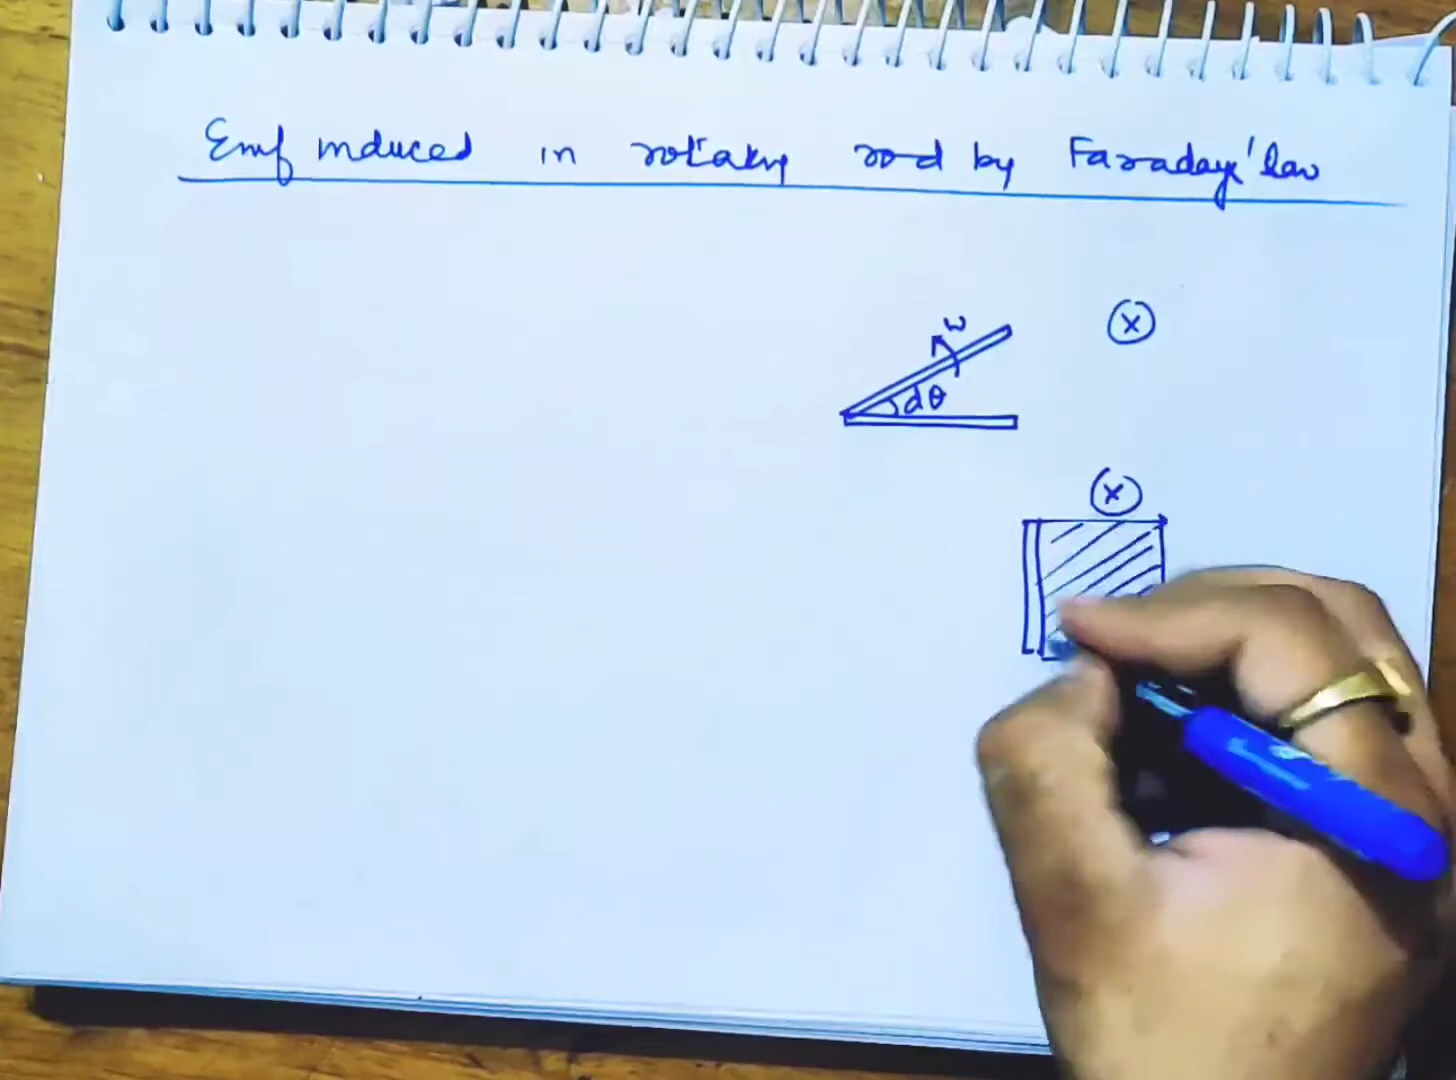 Emf induced in rotating rod by Faraday's law
ω
dθ